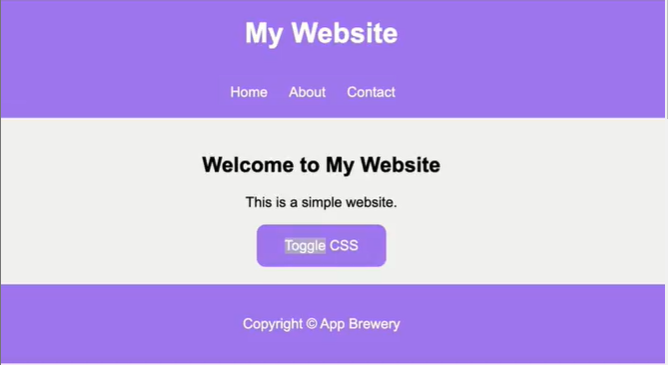 My Website
Home About Contact
Welcome to My Website
This is a simple website.
Toggle CSS
Copyright © App Brewery